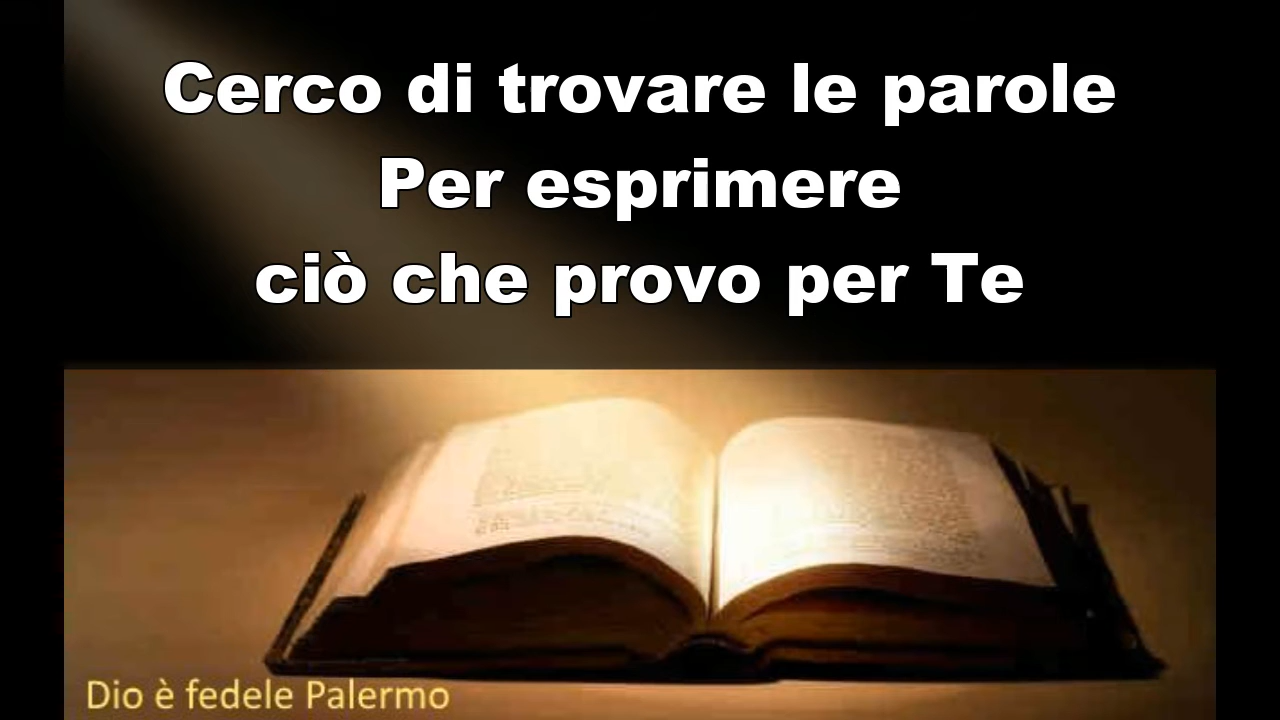 Cerco di trovare le parole
Per esprimere
ciò che provo per Te
Dio è fedele Palermo